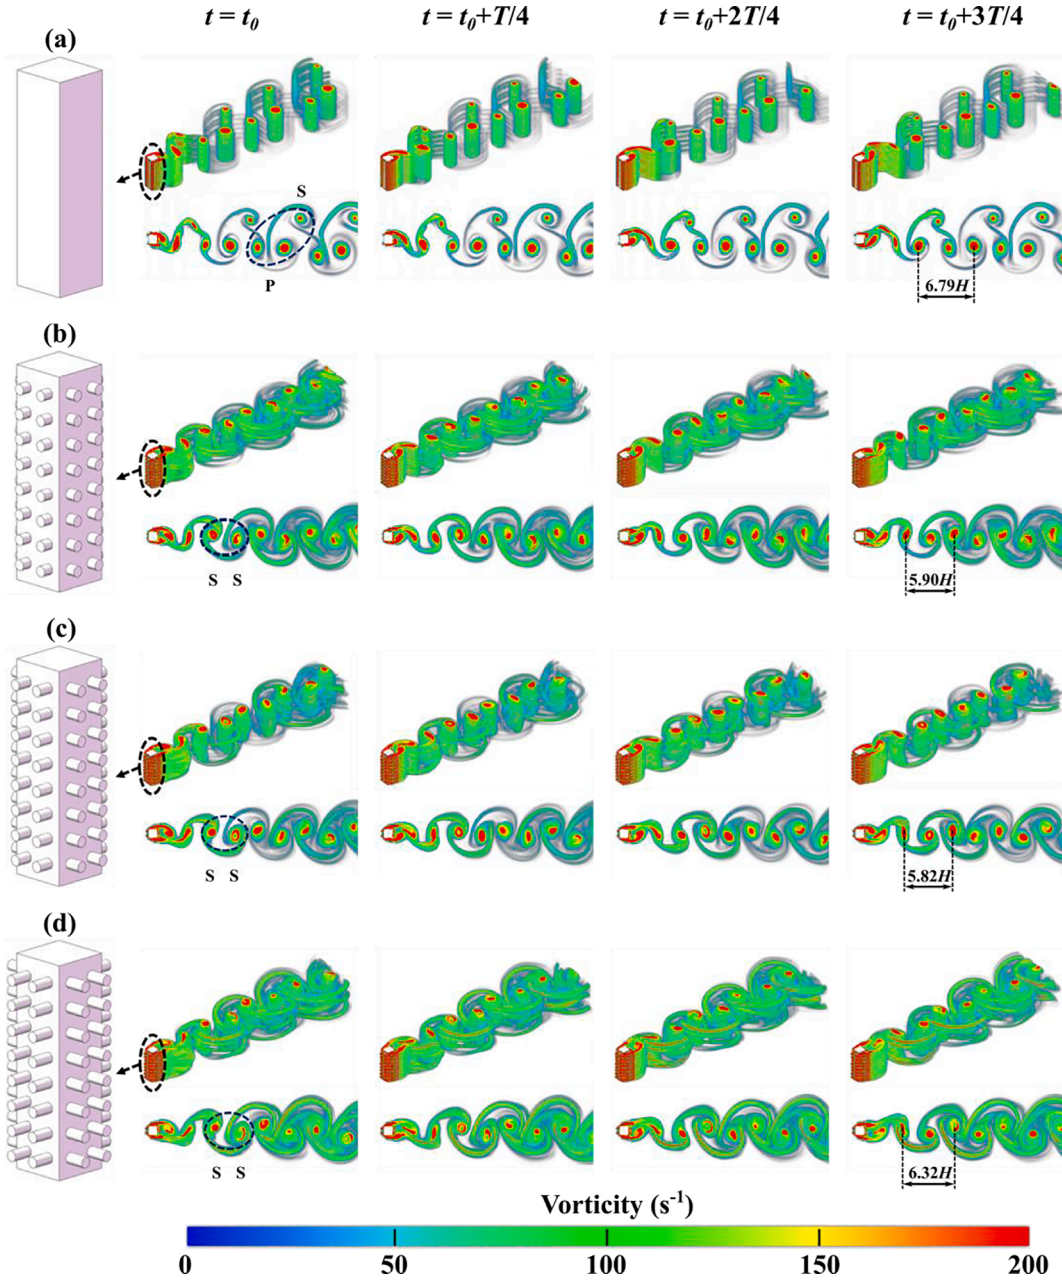 t = t0 t = t0+T/4 t = t0+2T/4 t = t0+3T/4
(a)
S
P
6.79H
(b)
S S
5.90H
(c)
S S
5.82H
(d)
S S
6.32H
Vorticity (s-1)
0 50 100 150 200